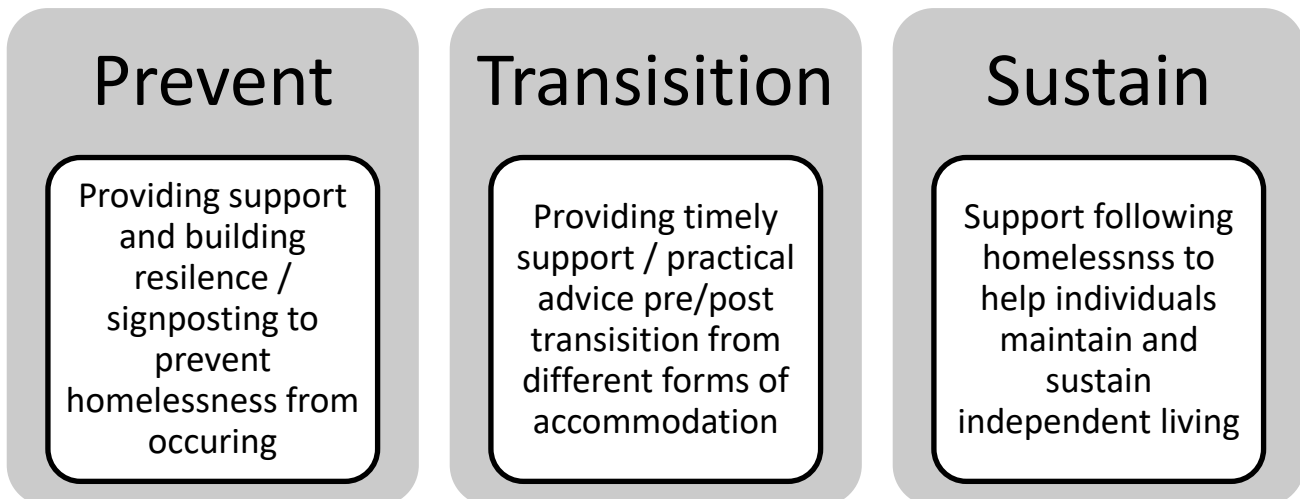 Prevent
Providing support
and building
resilence /
signposting to
prevent
homelessness from
occuring
Transisition
Providing timely
support / practical
advice pre/post
transisition from
different forms of
accommodation
Sustain
Support following
homelessnss to
help individuals
maintain and
sustain
independent living